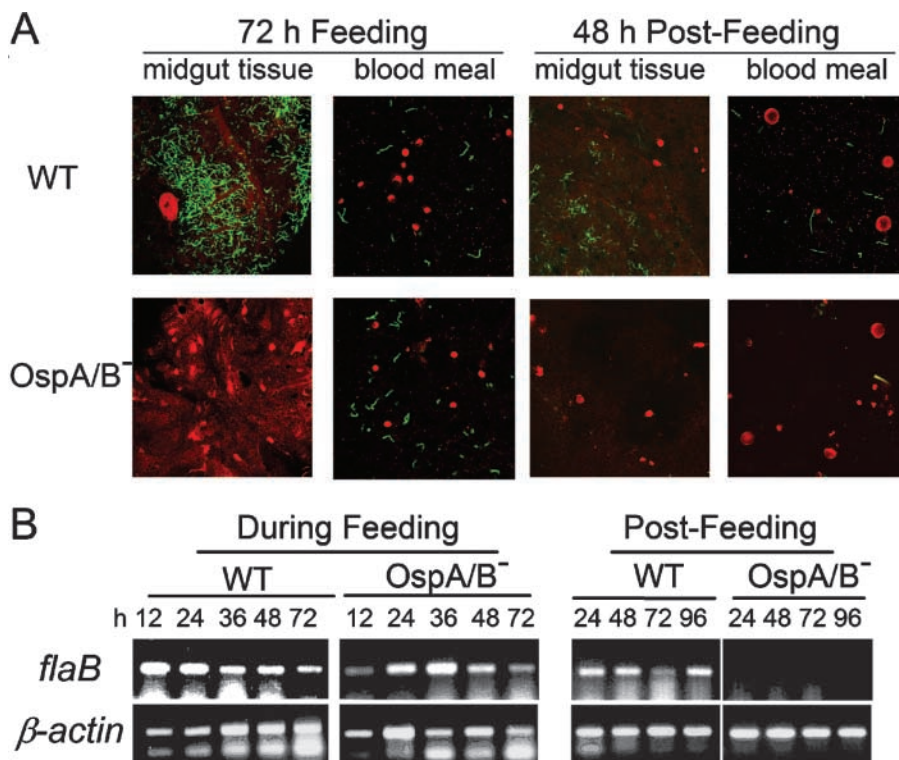 A
72 h Feeding 48 h Post-Feeding
midgut tissue blood meal midgut tissue blood meal
WT
OspA/B⁻
B
During Feeding Post-Feeding
WT OspA/B⁻ WT OspA/B⁻
h 12 24 36 48 72 12 24 36 48 72 24 48 72 96 24 48 72 96
flaB
β-actin